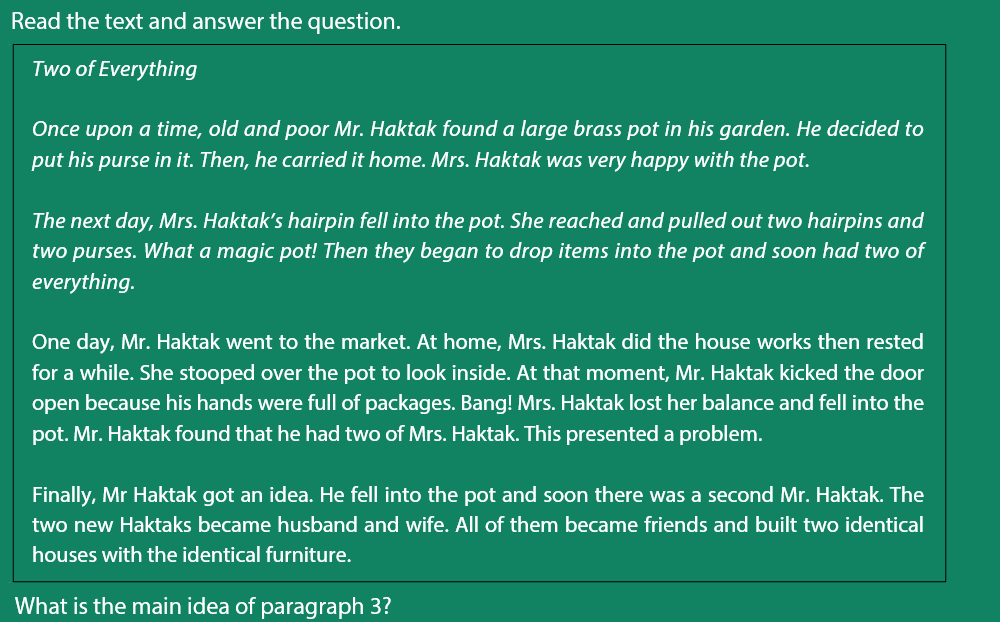 Read the text and answer the question.
Two of Everything
Once upon a time, old and poor Mr. Haktak found a large brass pot in his garden. He decided to
put his purse in it. Then, he carried it home. Mrs. Haktak was very happy with the pot.
The next day, Mrs. Haktak’s hairpin fell into the pot. She reached and pulled out two hairpins and
two purses. What a magic pot! Then they began to drop items into the pot and soon had two of
everything.
One day, Mr. Haktak went to the market. At home, Mrs. Haktak did the house works then rested
for a while. She stooped over the pot to look inside. At that moment, Mr. Haktak kicked the door
open because his hands were full of packages. Bang! Mrs. Haktak lost her balance and fell into the
pot. Mr. Haktak found that he had two of Mrs. Haktak. This presented a problem.
Finally, Mr Haktak got an idea. He fell into the pot and soon there was a second Mr. Haktak. The
two new Haktaks became husband and wife. All of them became friends and built two identical
houses with the identical furniture.
What is the main idea of paragraph 3?